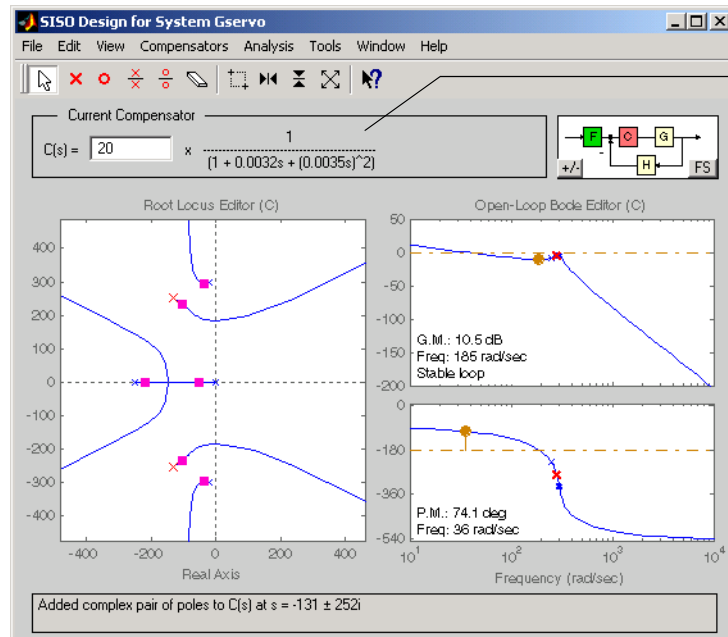 SISO Design for System Gservo
File Edit View Compensators Analysis Tools Window Help
Current Compensator
C(s) = 20 x 1
(1 + 0.0032s + (0.0035s)^2)
F C G
H
+/- FS
Root Locus Editor (C)
400
300
200
100
0
-100
-200
-300
-400
-400 -200 0 200 400
Real Axis
Open-Loop Bode Editor (C)
50
0
-50
-100
-150
-200
G.M.: 10.5 dB
Freq: 185 rad/sec
Stable loop
0
-180
-360
-540
P.M.: 74.1 deg
Freq: 36 rad/sec
10^1 10^2 10^3 10^4
Frequency (rad/sec)
Added complex pair of poles to C(s) at s = -131 ± 252i